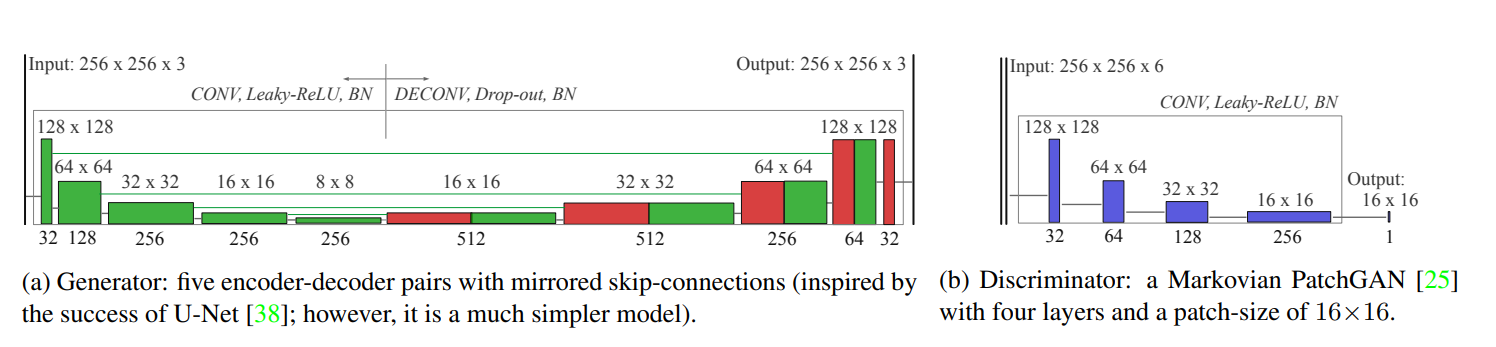 Input: 256 x 256 x 3
Output: 256 x 256 x 3
CONV, Leaky-ReLU, BN
DECONV, Drop-out, BN
128 x 128
128 x 128
64 x 64
64 x 64
32 x 32
16 x 16
8 x 8
16 x 16
32 x 32
32 128 256 256 256 512 512 256 64 32
(a) Generator: five encoder-decoder pairs with mirrored skip-connections (inspired by
the success of U-Net [38]; however, it is a much simpler model).
Input: 256 x 256 x 6
CONV, Leaky-ReLU, BN
128 x 128
64 x 64
32 x 32
16 x 16
Output:
16 x 16
32 64 128 256 1
(b) Discriminator: a Markovian PatchGAN [25]
with four layers and a patch-size of 16×16.